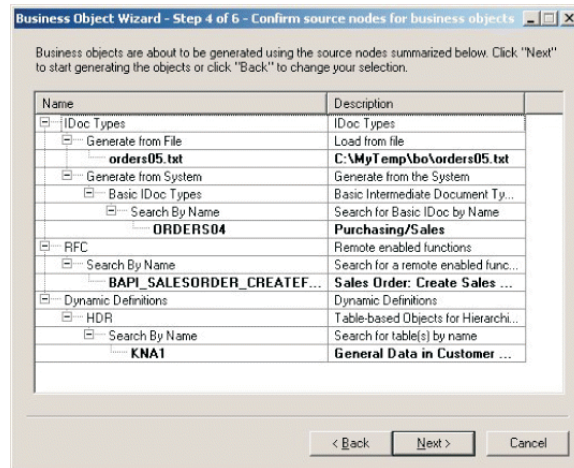 Business Object Wizard - Step 4 of 6 - Confirm source nodes for business objects
Business objects are about to be generated using the source nodes summarized below. Click "Next"
to start generating the objects or click "Back" to change your selection.
Name Description
IDoc Types IDoc Types
Generate from File Load from file
orders05.txt C:\MyTemp\bo\orders05.txt
Generate from System Generate from the System
Basic IDoc Types Basic Intermediate Document Ty...
Search By Name Search for Basic IDoc by Name
ORDERS04 Purchasing/Sales
RFC Remote enabled functions
Search By Name Search for a remote enabled func...
BAPI_SALESORDER_CREATEF... Sales Order: Create Sales ...
Dynamic Definitions Dynamic Definitions
HDR Table-based Objects for Hierarchi...
Search By Name Search for table(s) by name
KNA1 General Data in Customer ...
< Back Next > Cancel